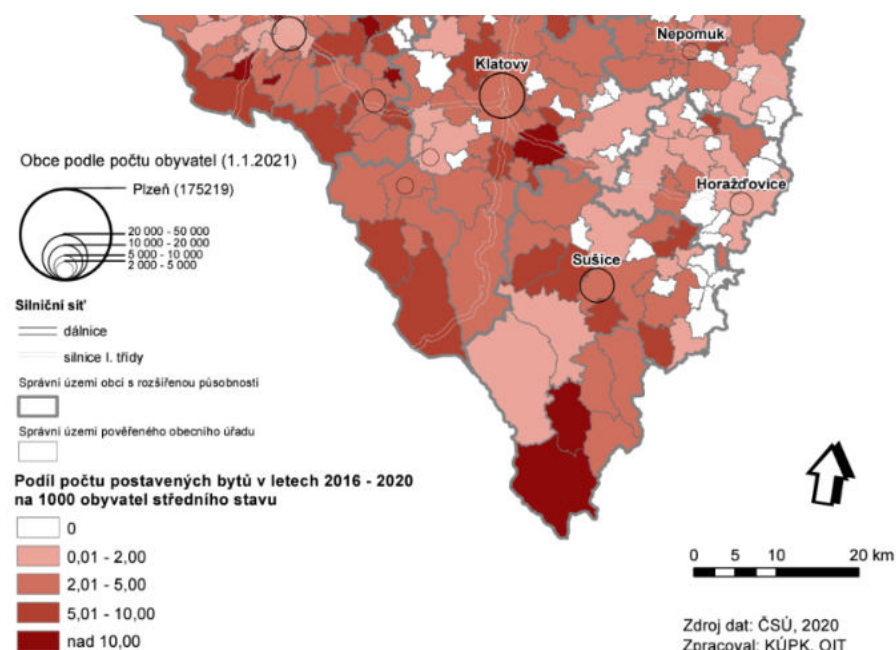 Nepomuk
Klatovy
Horažďovice
Sušice
Obce podle počtu obyvatel (1.1.2021)
Plzeň (175219)
20 000 - 50 000
10 000 - 20 000
5 000 - 10 000
2 000 - 5 000
Silniční síť
dálnice
silnice I. třídy
Správní území obcí s rozšířenou působností
Správní území pověřeného obecního úřadu
Podíl počtu postavených bytů v letech 2016 - 2020
na 1000 obyvatel středního stavu
0
0,01 - 2,00
2,01 - 5,00
5,01 - 10,00
nad 10,00
0 5 10 20 km
Zdroj dat: ČSÚ, 2020
Zpracoval: KÚPK, OIT